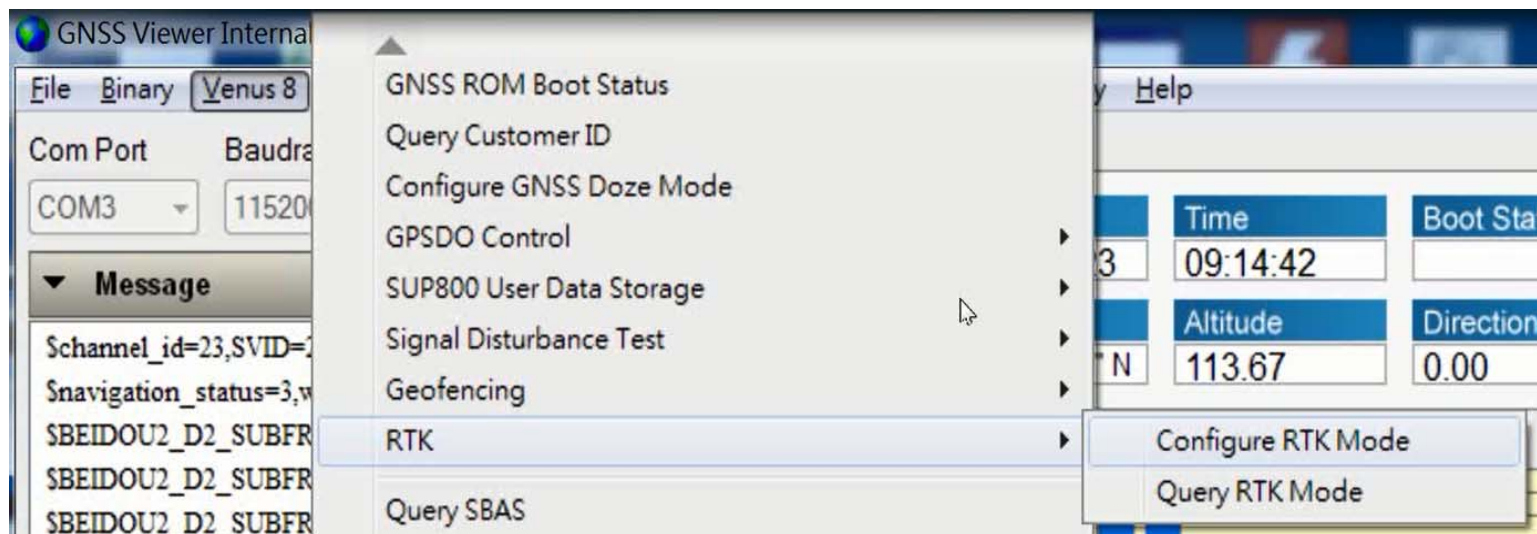 GNSS Viewer Internal
File Binary Venus 8
y Help
Com Port Baudra
COM3 11520
Message
$channel_id=23,SVID=2
$navigation_status=3,w
$BEIDOU2_D2_SUBFR
$BEIDOU2_D2_SUBFR
$BEIDOU2_D2_SUBFR
GNSS ROM Boot Status
Query Customer ID
Configure GNSS Doze Mode
GPSDO Control
SUP800 User Data Storage
Signal Disturbance Test
Geofencing
RTK
Query SBAS
Configure RTK Mode
Query RTK Mode
Time Boot Sta
23 09:14:42
Altitude Direction
" N 113.67 0.00